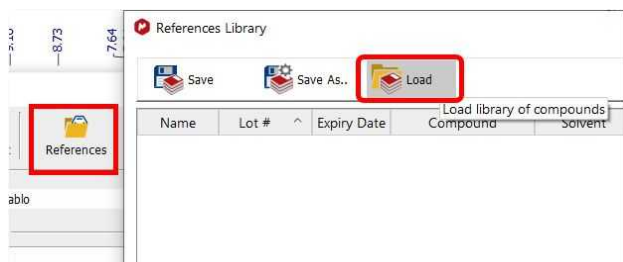 8.73
7.64
References Library
Save
Save As..
Load
Load library of compounds
Name
Lot #
Expiry Date
Compound
Solvent
References
ablo